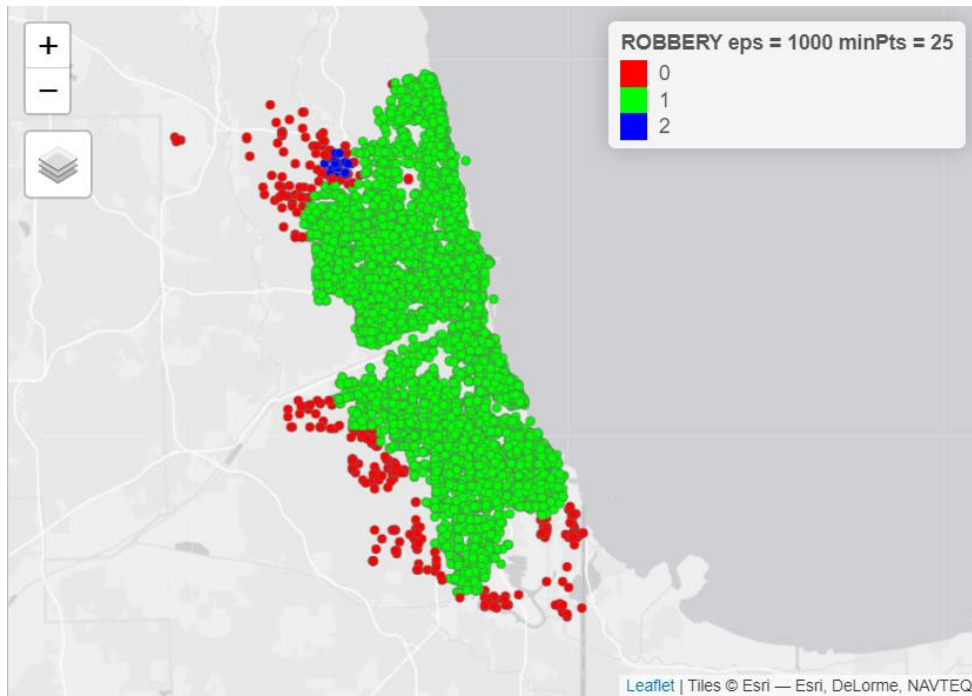 +
−
ROBBERY eps = 1000 minPts = 25
0
1
2
Leaflet | Tiles © Esri — Esri, DeLorme, NAVTEQ